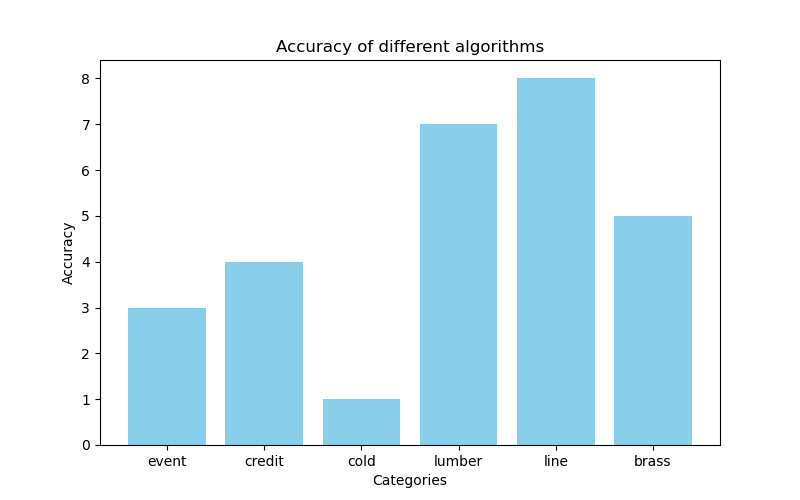 Accuracy of different algorithms
8
7
6
5
4
3
2
1
0
Accuracy
event credit cold lumber line brass
Categories